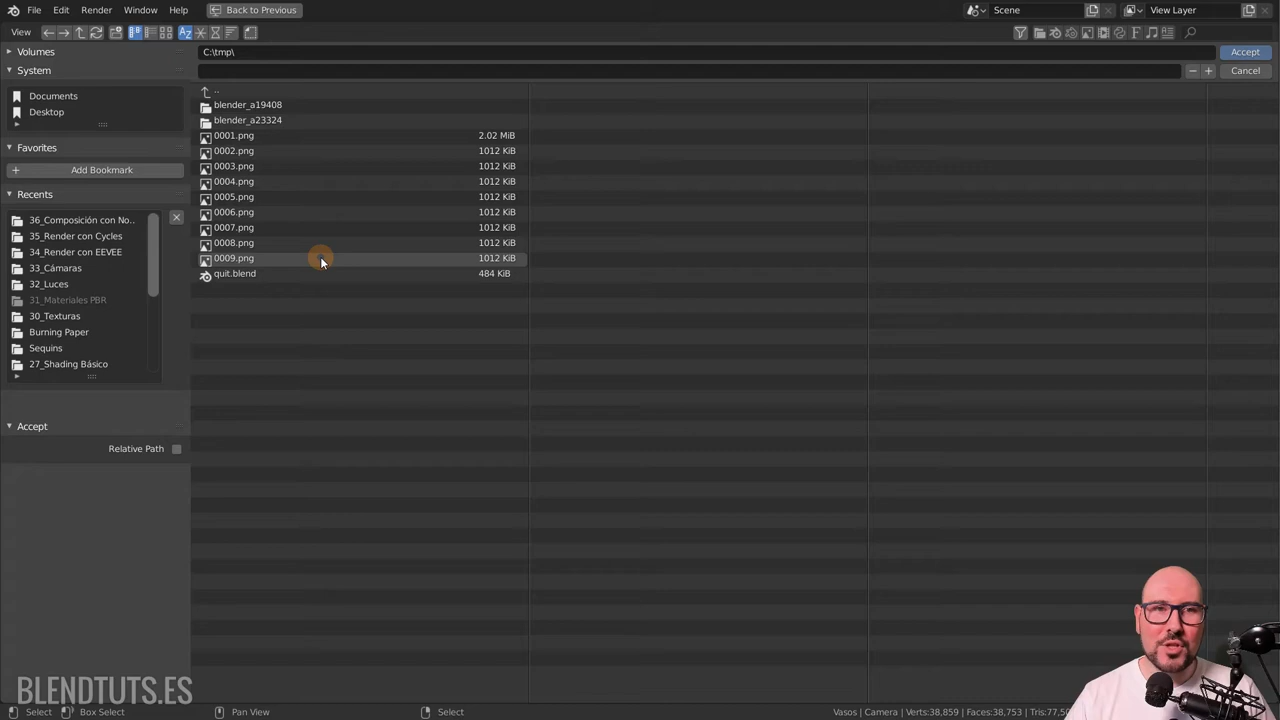 File Edit Render Window Help Back to Previous Scene View Layer
View
Volumes
C:\tmp\
Accept
System
Cancel
Documents
Desktop
Favorites
Add Bookmark
Recents
36_Composición con No..
35_Render con Cycles
34_Render con EEVEE
33_Cámaras
32_Luces
31_Materiales PBR
30_Texturas
Burning Paper
Sequins
27_Shading Básico
Accept
Relative Path
..
blender_a19408
blender_a23324
0001.png 2.02 MiB
0002.png 1012 KiB
0003.png 1012 KiB
0004.png 1012 KiB
0005.png 1012 KiB
0006.png 1012 KiB
0007.png 1012 KiB
0008.png 1012 KiB
0009.png 1012 KiB
quit.blend 484 KiB
BLENDTUTS.ES
Select Box Select Pan View Select Vasos | Camera | Verts:38,859 | Faces:38,753 | Tris:77,5